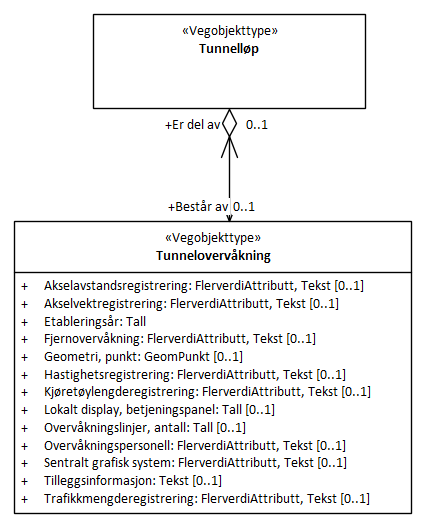 «Vegobjekttype»
Tunnelløp
+Er del av 0..1
+Består av 0..1
«Vegobjekttype»
Tunnelovervåkning
+ Akselavstandsregistrering: FlerverdiAttributt, Tekst [0..1]
+ Akselvektregistrering: FlerverdiAttributt, Tekst [0..1]
+ Etableringsår: Tall
+ Fjernovervåkning: FlerverdiAttributt, Tekst [0..1]
+ Geometri, punkt: GeomPunkt [0..1]
+ Hastighetsregistrering: FlerverdiAttributt, Tekst [0..1]
+ Kjøretøylengderegistrering: FlerverdiAttributt, Tekst [0..1]
+ Lokalt display, betjeningspanel: Tall [0..1]
+ Overvåkningslinjer, antall: Tall [0..1]
+ Overvåkningspersonell: FlerverdiAttributt, Tekst [0..1]
+ Sentralt grafisk system: FlerverdiAttributt, Tekst [0..1]
+ Tilleggsinformasjon: Tekst [0..1]
+ Trafikkmengderegistrering: FlerverdiAttributt, Tekst [0..1]